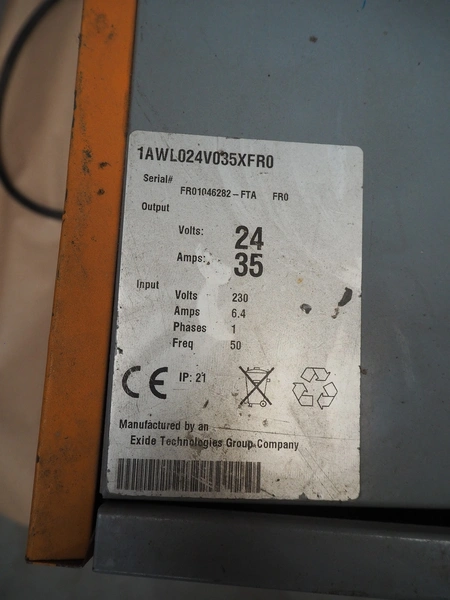 1AWL024V035XFR0
Serial#
FR01046282-FTA FR0
Output
Volts: 24
Amps: 35
Input
Volts 230
Amps 6.4
Phases 1
Freq 50
CE IP: 21
Manufactured by an
Exide Technologies Group Company